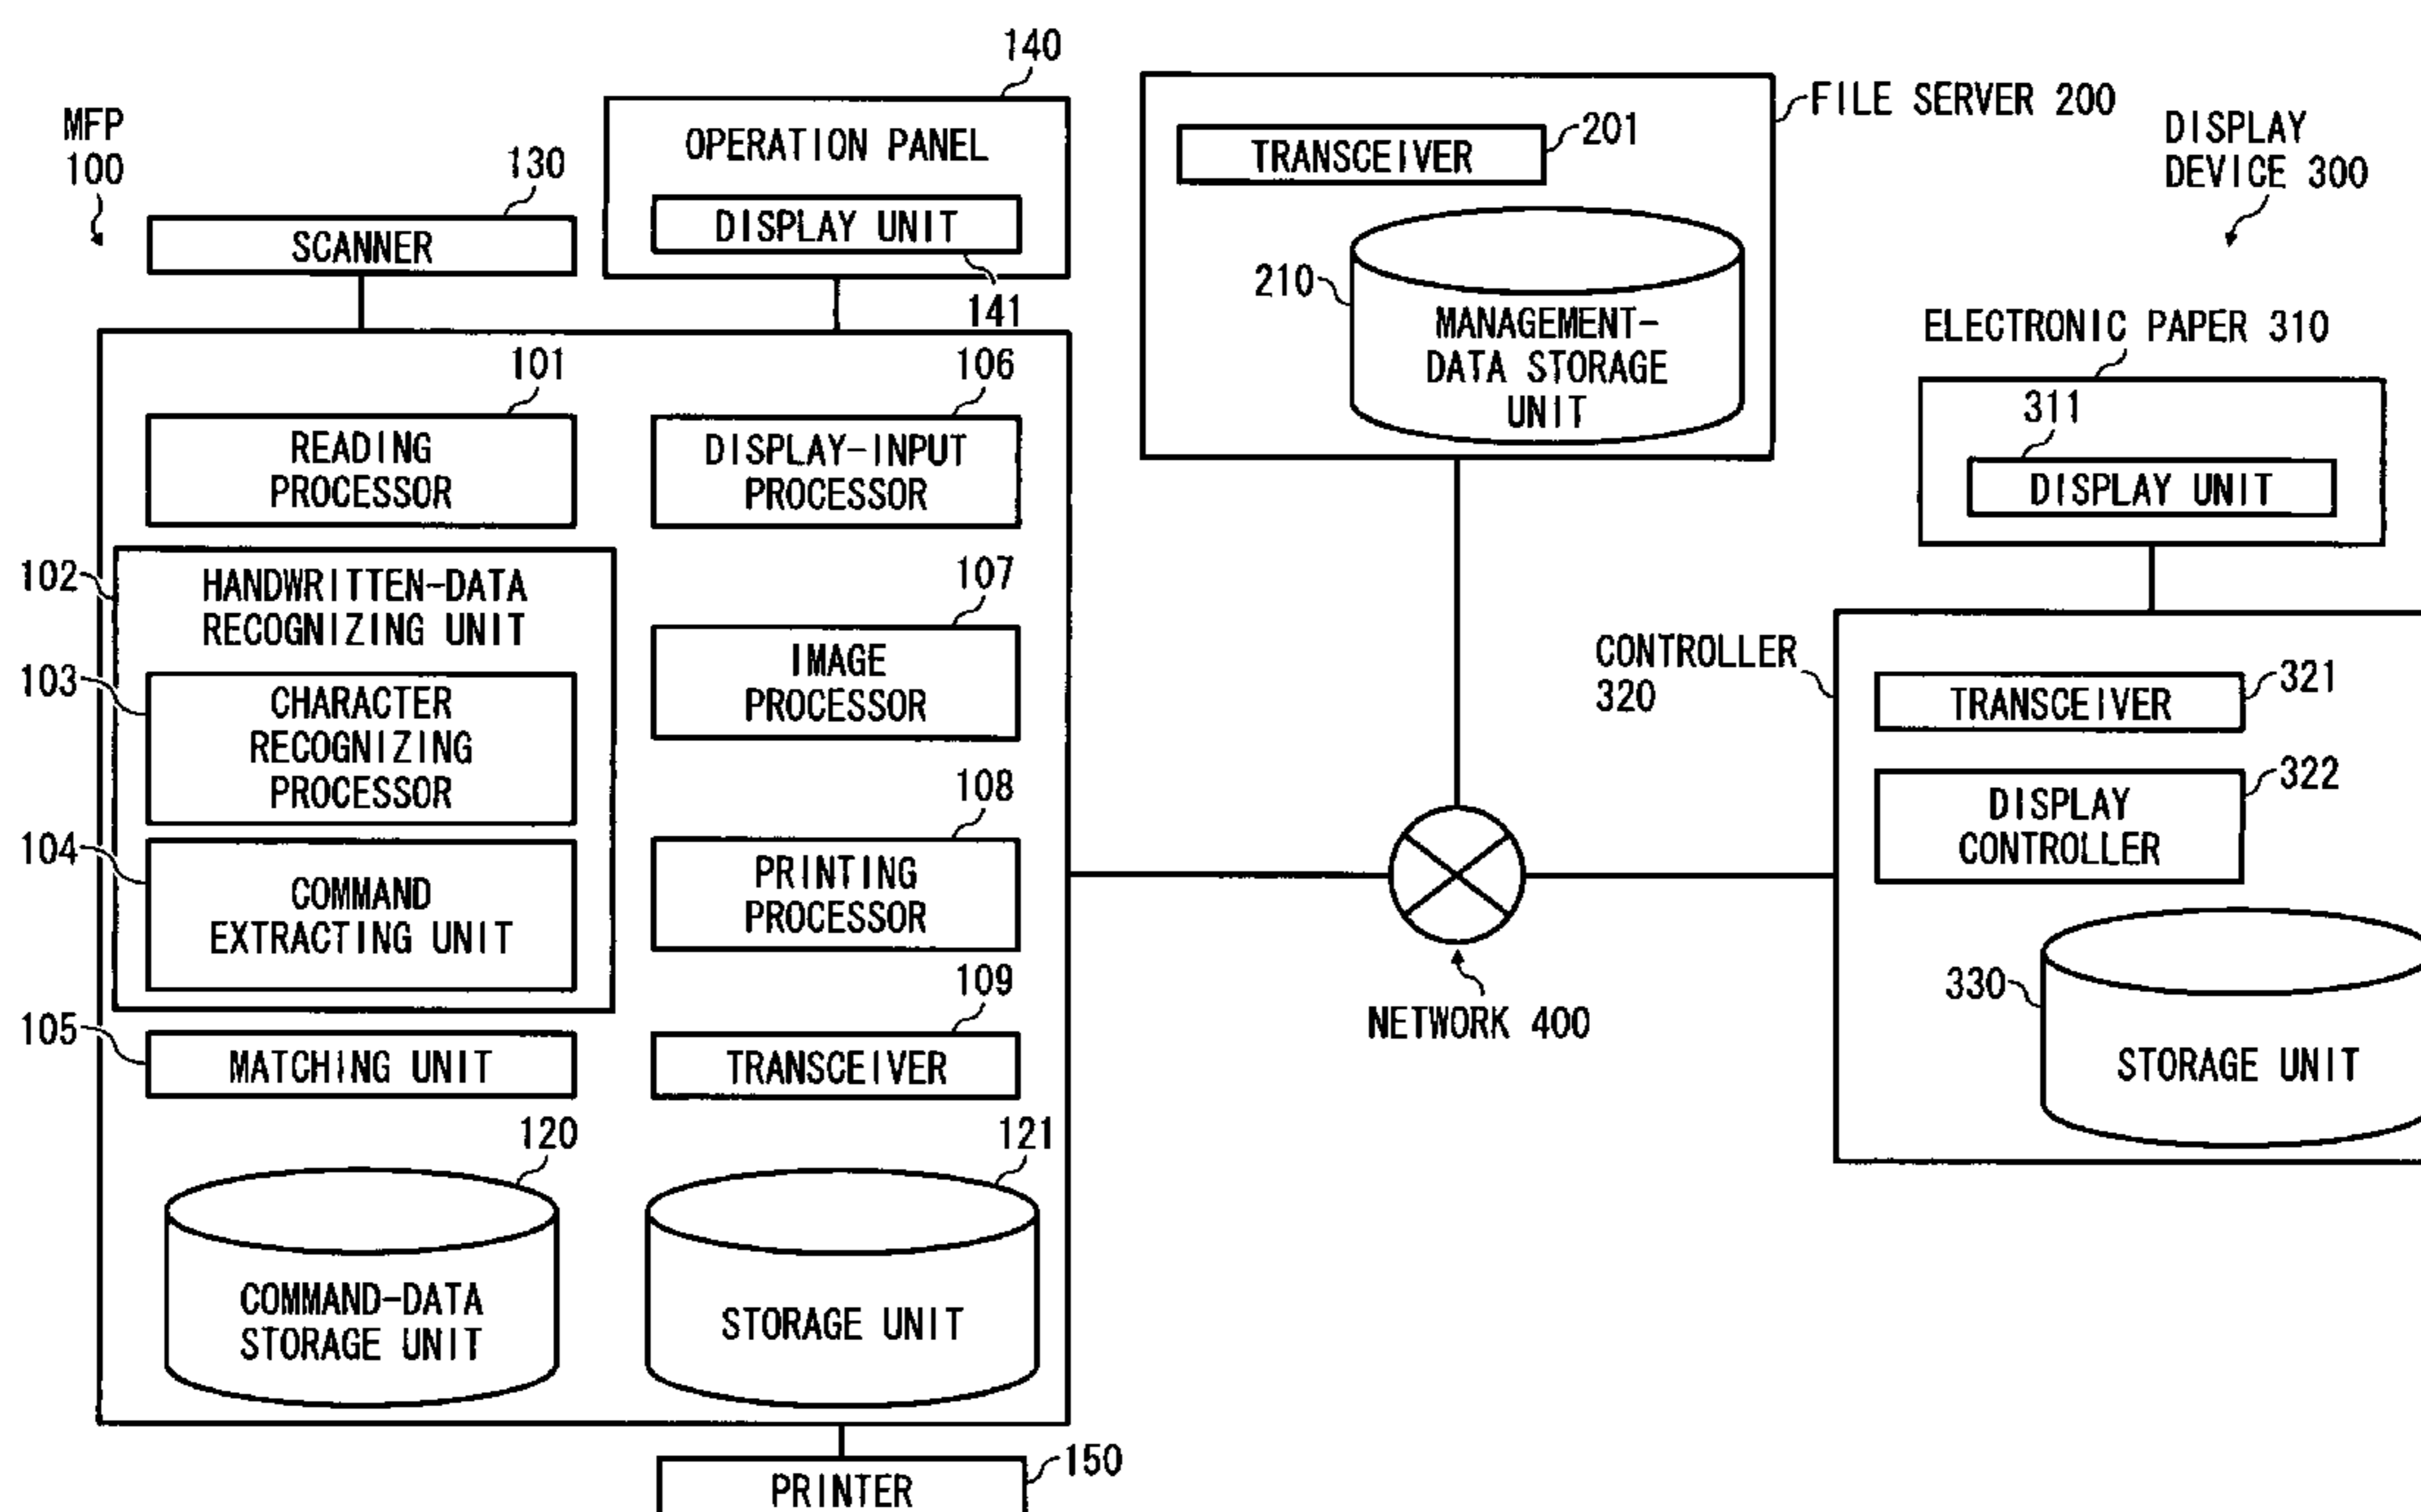 MFP
100
130
SCANNER
140
OPERATION PANEL
DISPLAY UNIT
141
101
READING
PROCESSOR
102
HANDWRITTEN-DATA
RECOGNIZING UNIT
103
CHARACTER
RECOGNIZING
PROCESSOR
104
COMMAND
EXTRACTING UNIT
105
MATCHING UNIT
106
DISPLAY-INPUT
PROCESSOR
107
IMAGE
PROCESSOR
108
PRINTING
PROCESSOR
109
TRANSCEIVER
120
COMMAND-DATA
STORAGE UNIT
121
STORAGE UNIT
150
PRINTER
FILE SERVER 200
201
TRANSCEIVER
210
MANAGEMENT-
DATA STORAGE
UNIT
NETWORK 400
DISPLAY
DEVICE 300
ELECTRONIC PAPER 310
311
DISPLAY UNIT
CONTROLLER
320
321
TRANSCEIVER
322
DISPLAY
CONTROLLER
330
STORAGE UNIT